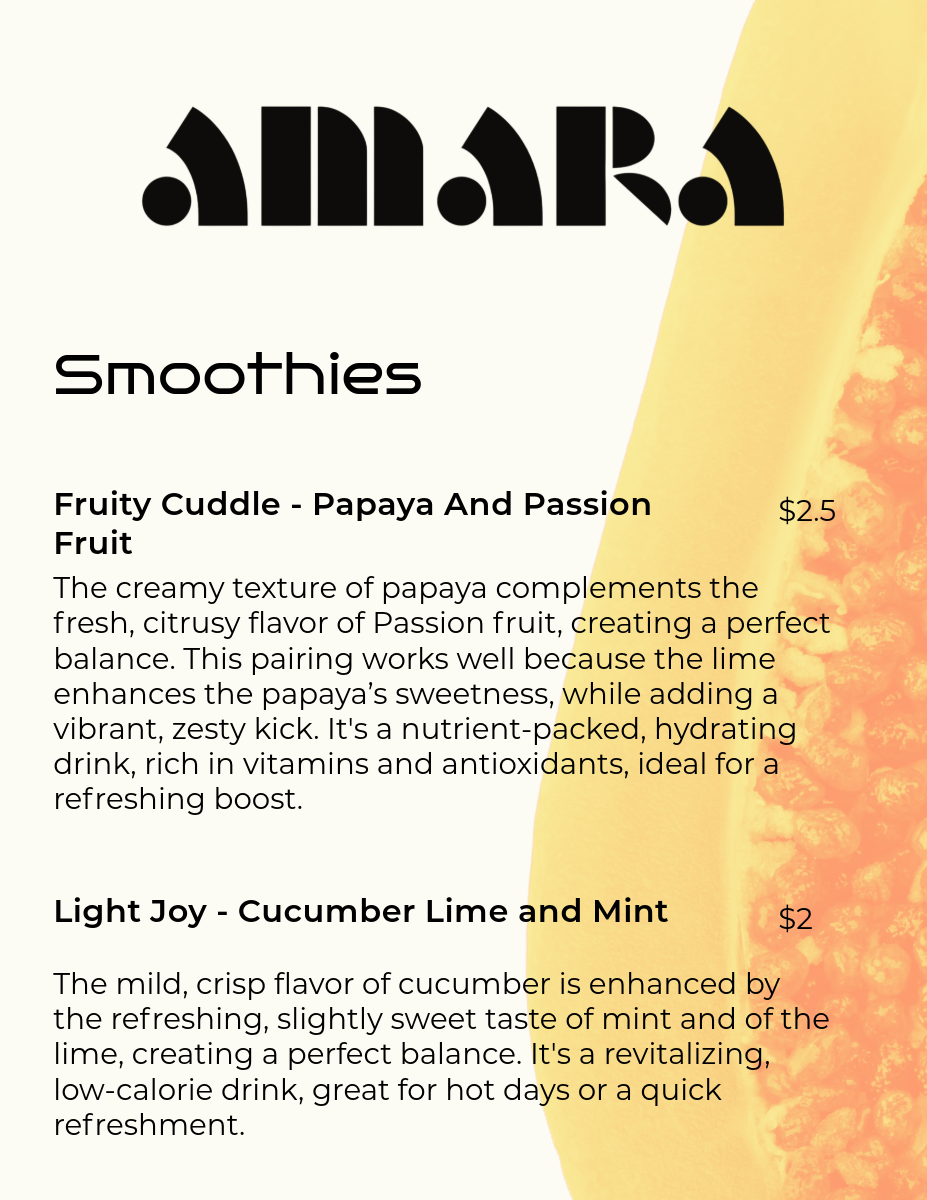 AMARA
Smoothies
Fruity Cuddle - Papaya And Passion
Fruit
$2.5
The creamy texture of papaya complements the
fresh, citrusy flavor of Passion fruit, creating a perfect
balance. This pairing works well because the lime
enhances the papaya’s sweetness, while adding a
vibrant, zesty kick. It's a nutrient-packed, hydrating
drink, rich in vitamins and antioxidants, ideal for a
refreshing boost.
Light Joy - Cucumber Lime and Mint
$2
The mild, crisp flavor of cucumber is enhanced by
the refreshing, slightly sweet taste of mint and of the
lime, creating a perfect balance. It's a revitalizing,
low-calorie drink, great for hot days or a quick
refreshment.